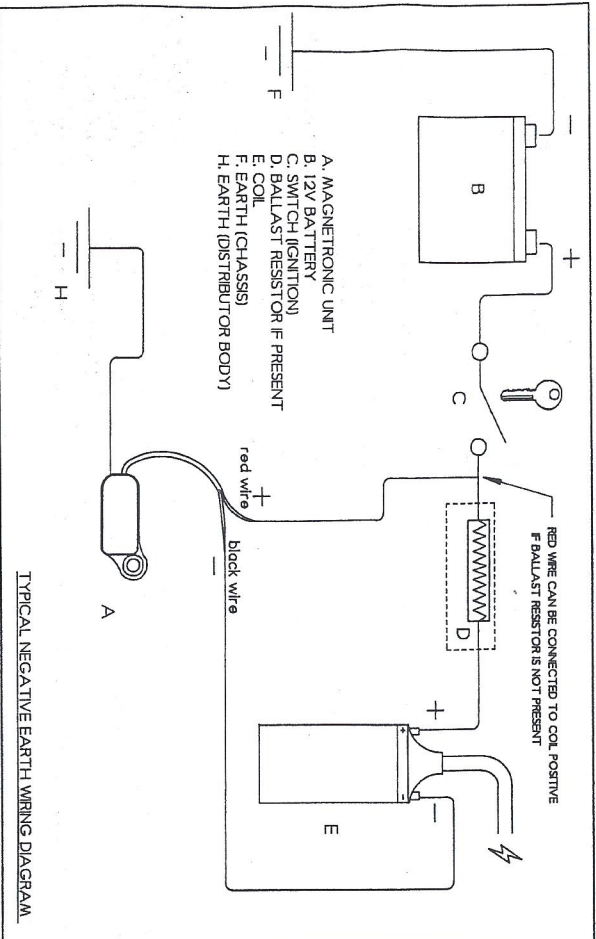 RED WIRE CAN BE CONNECTED TO COIL POSITIVE
IF BALLAST RESISTOR IS NOT PRESENT
+
-
B
C
D
+
-
E
-
F
A. MAGNETRONIC UNIT
B. 12V BATTERY
C. SWITCH (IGNITION)
D. BALLAST RESISTOR IF PRESENT
E. COIL
F. EARTH (CHASSIS)
H. EARTH (DISTRIBUTOR BODY)
+
red wire
black wire
-
-
H
A
TYPICAL NEGATIVE EARTH WIRING DIAGRAM